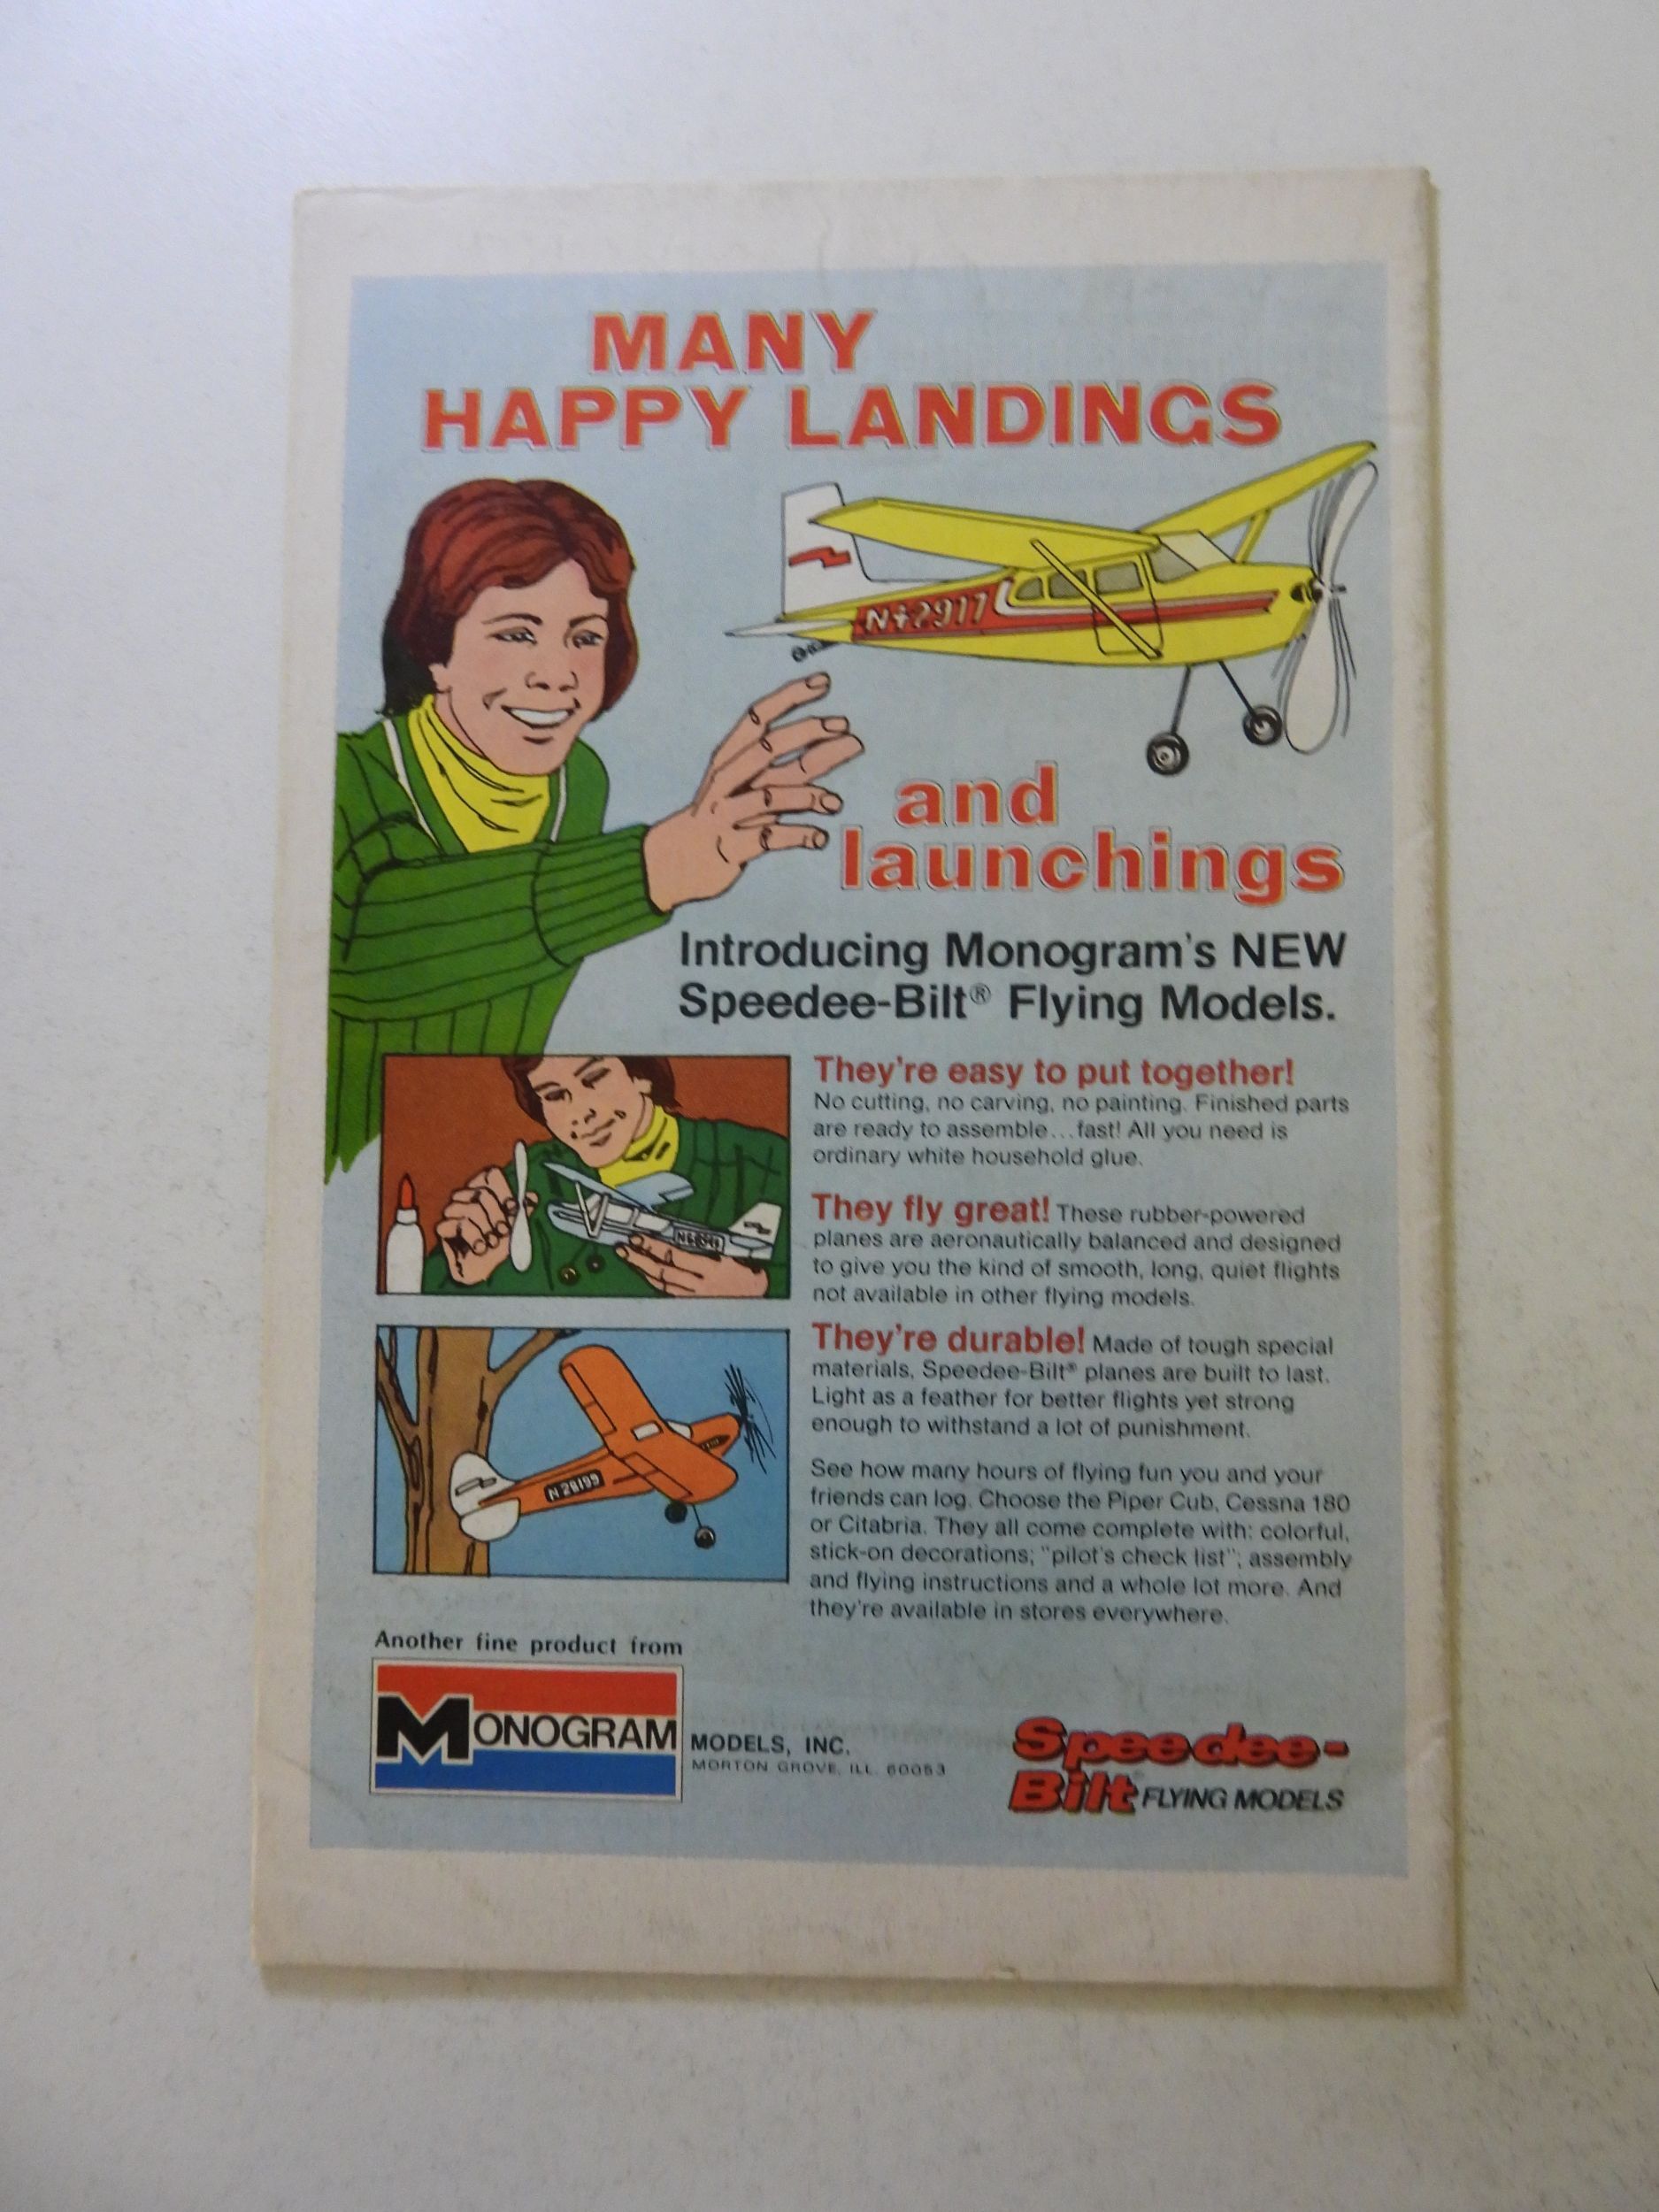 MANY
HAPPY LANDINGS
N42917
and
launchings
Introducing Monogram's NEW
Speedee-Bilt® Flying Models.
They're easy to put together!
No cutting, no carving, no painting. Finished parts
are ready to assemble...fast! All you need is
ordinary white household glue.
They fly great! These rubber-powered
planes are aeronautically balanced and designed
to give you the kind of smooth, long, quiet flights
not available in other flying models.
They're durable! Made of tough special
materials, Speedee-Bilt® planes are built to last.
Light as a feather for better flights yet strong
enough to withstand a lot of punishment.
N28199
See how many hours of flying fun you and your
friends can log. Choose the Piper Cub, Cessna 180
or Citabria. They all come complete with: colorful,
stick-on decorations; "pilot's check list"; assembly
and flying instructions and a whole lot more. And
they're available in stores everywhere.
Another fine product from
MONOGRAM
MODELS, INC.
MORTON GROVE, ILL. 60053
Speedee-
Bilt® FLYING MODELS